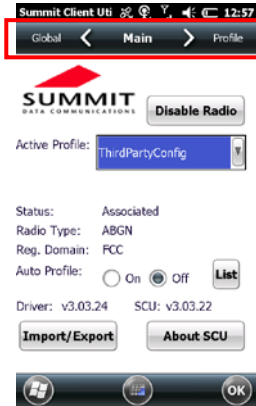 Summit Client Uti 12:57
Global Main Profile
SUMMIT
DATA COMMUNICATIONS
Disable Radio
Active Profile: ThirdPartyConfig
Status: Associated
Radio Type: ABGN
Reg. Domain: FCC
Auto Profile: On Off List
Driver: v3.03.24 SCU: v3.03.22
Import/Export About SCU
OK